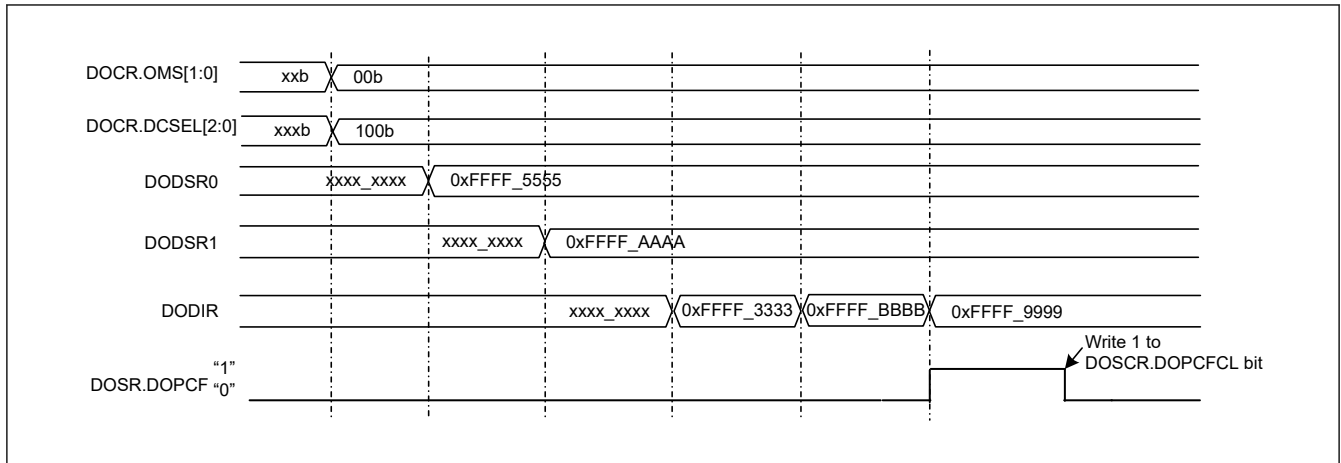 DOCR.OMS[1:0] xxb 00b
DOCR.DCSEL[2:0] xxxb 100b
DODSR0 xxxx_xxxx 0xFFFF_5555
DODSR1 xxxx_xxxx 0xFFFF_AAAA
DODIR xxxx_xxxx 0xFFFF_3333 0xFFFF_BBBB 0xFFFF_9999
Write 1 to
DOSCR.DOPCFCL bit
“1”
DOSR.DOPCF “0”